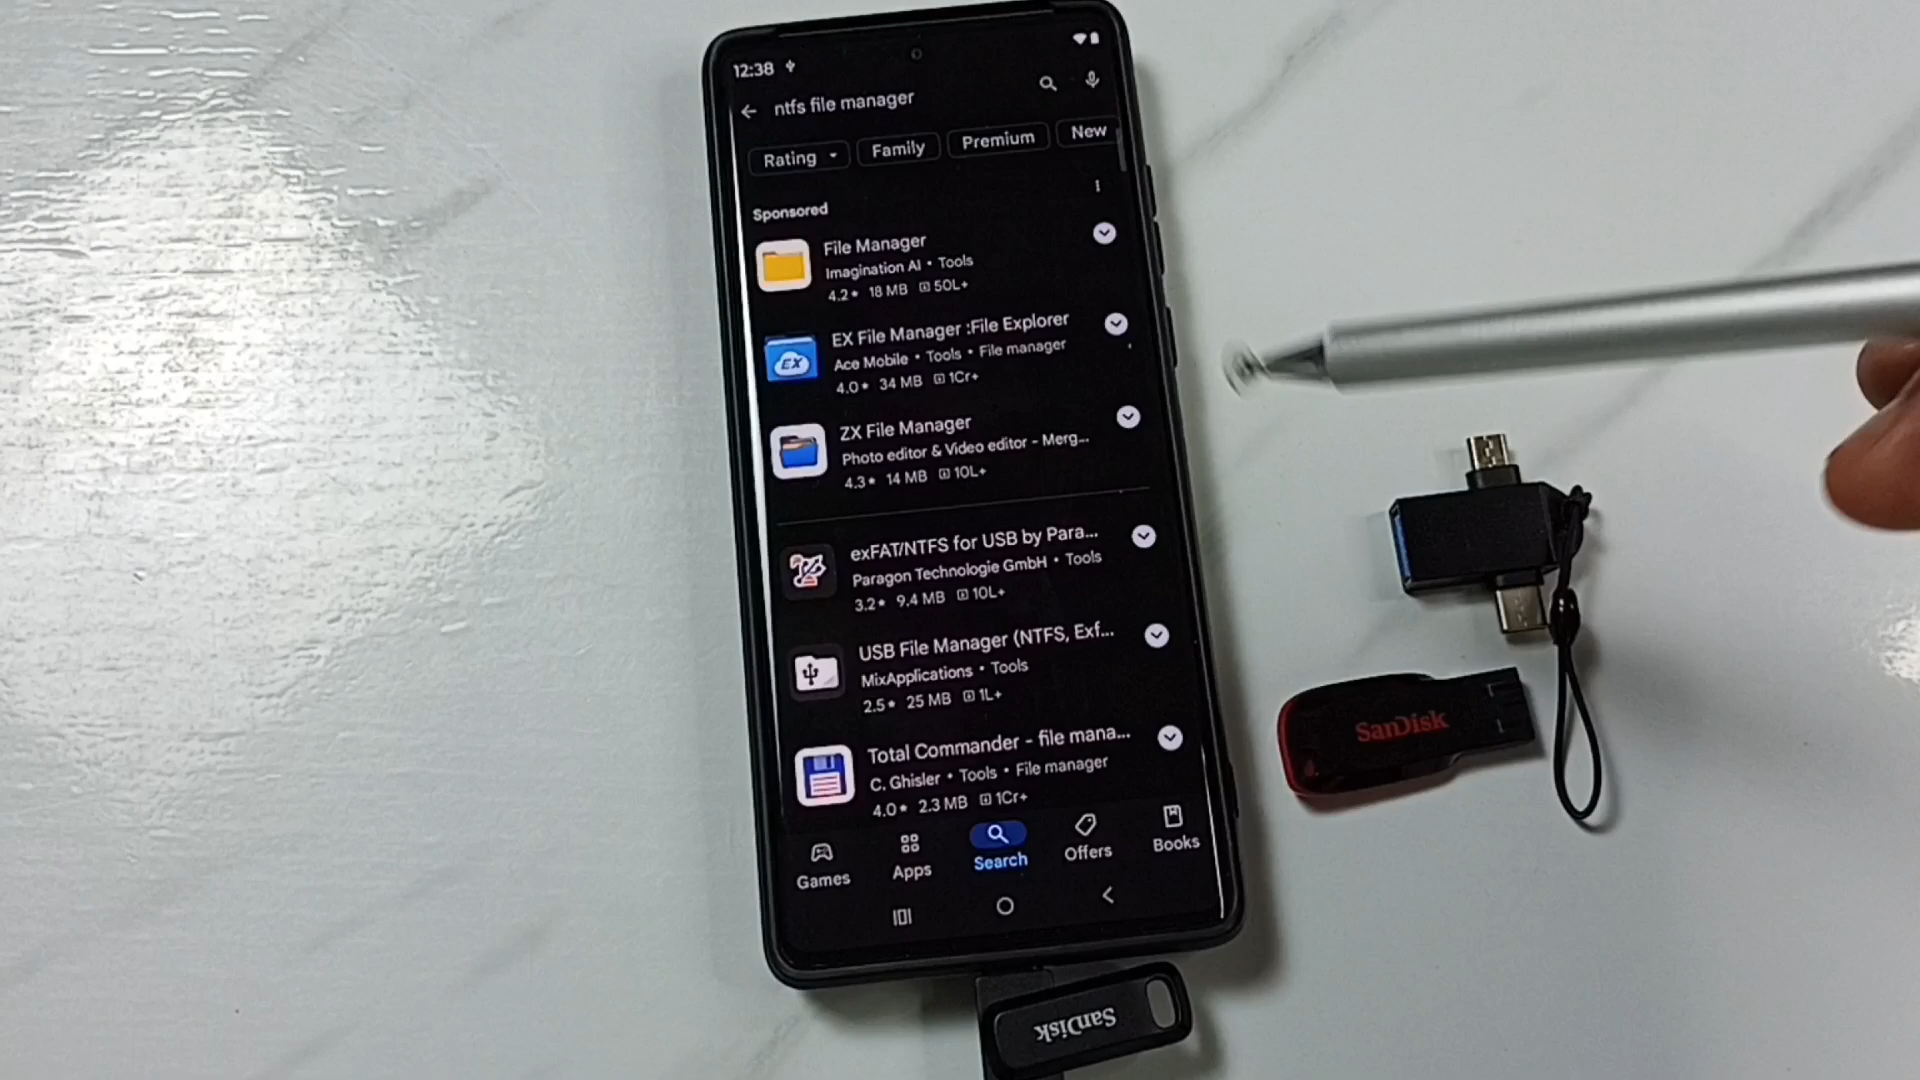 12:38
ntfs file manager
Rating
Family
Premium
New
Sponsored
File Manager
Imagination AI • Tools
4.2★ 18 MB 50L+
EX
EX File Manager :File Explorer
Ace Mobile • Tools • File manager
4.0★ 34 MB 1Cr+
ZX File Manager
Photo editor & Video editor - Merg...
4.3★ 14 MB 10L+
exFAT/NTFS for USB by Para...
Paragon Technologie GmbH • Tools
3.2★ 9.4 MB 10L+
USB File Manager (NTFS, Exf...
MixApplications • Tools
2.5★ 25 MB 1L+
Total Commander - file mana...
C. Ghisler • Tools • File manager
4.0★ 2.3 MB 1Cr+
Games
Apps
Search
Offers
Books
SanDisk
SanDisk